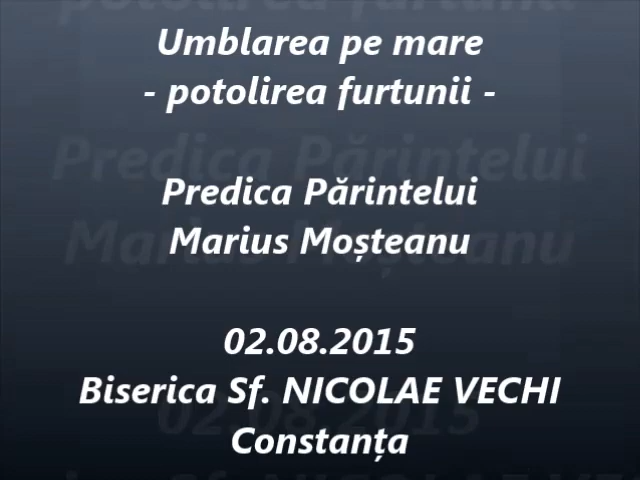 Umblarea pe mare
- potolirea furtunii -
Predica Părintelui
Marius Moșteanu
02.08.2015
Biserica Sf. NICOLAE VECHI
Constanța